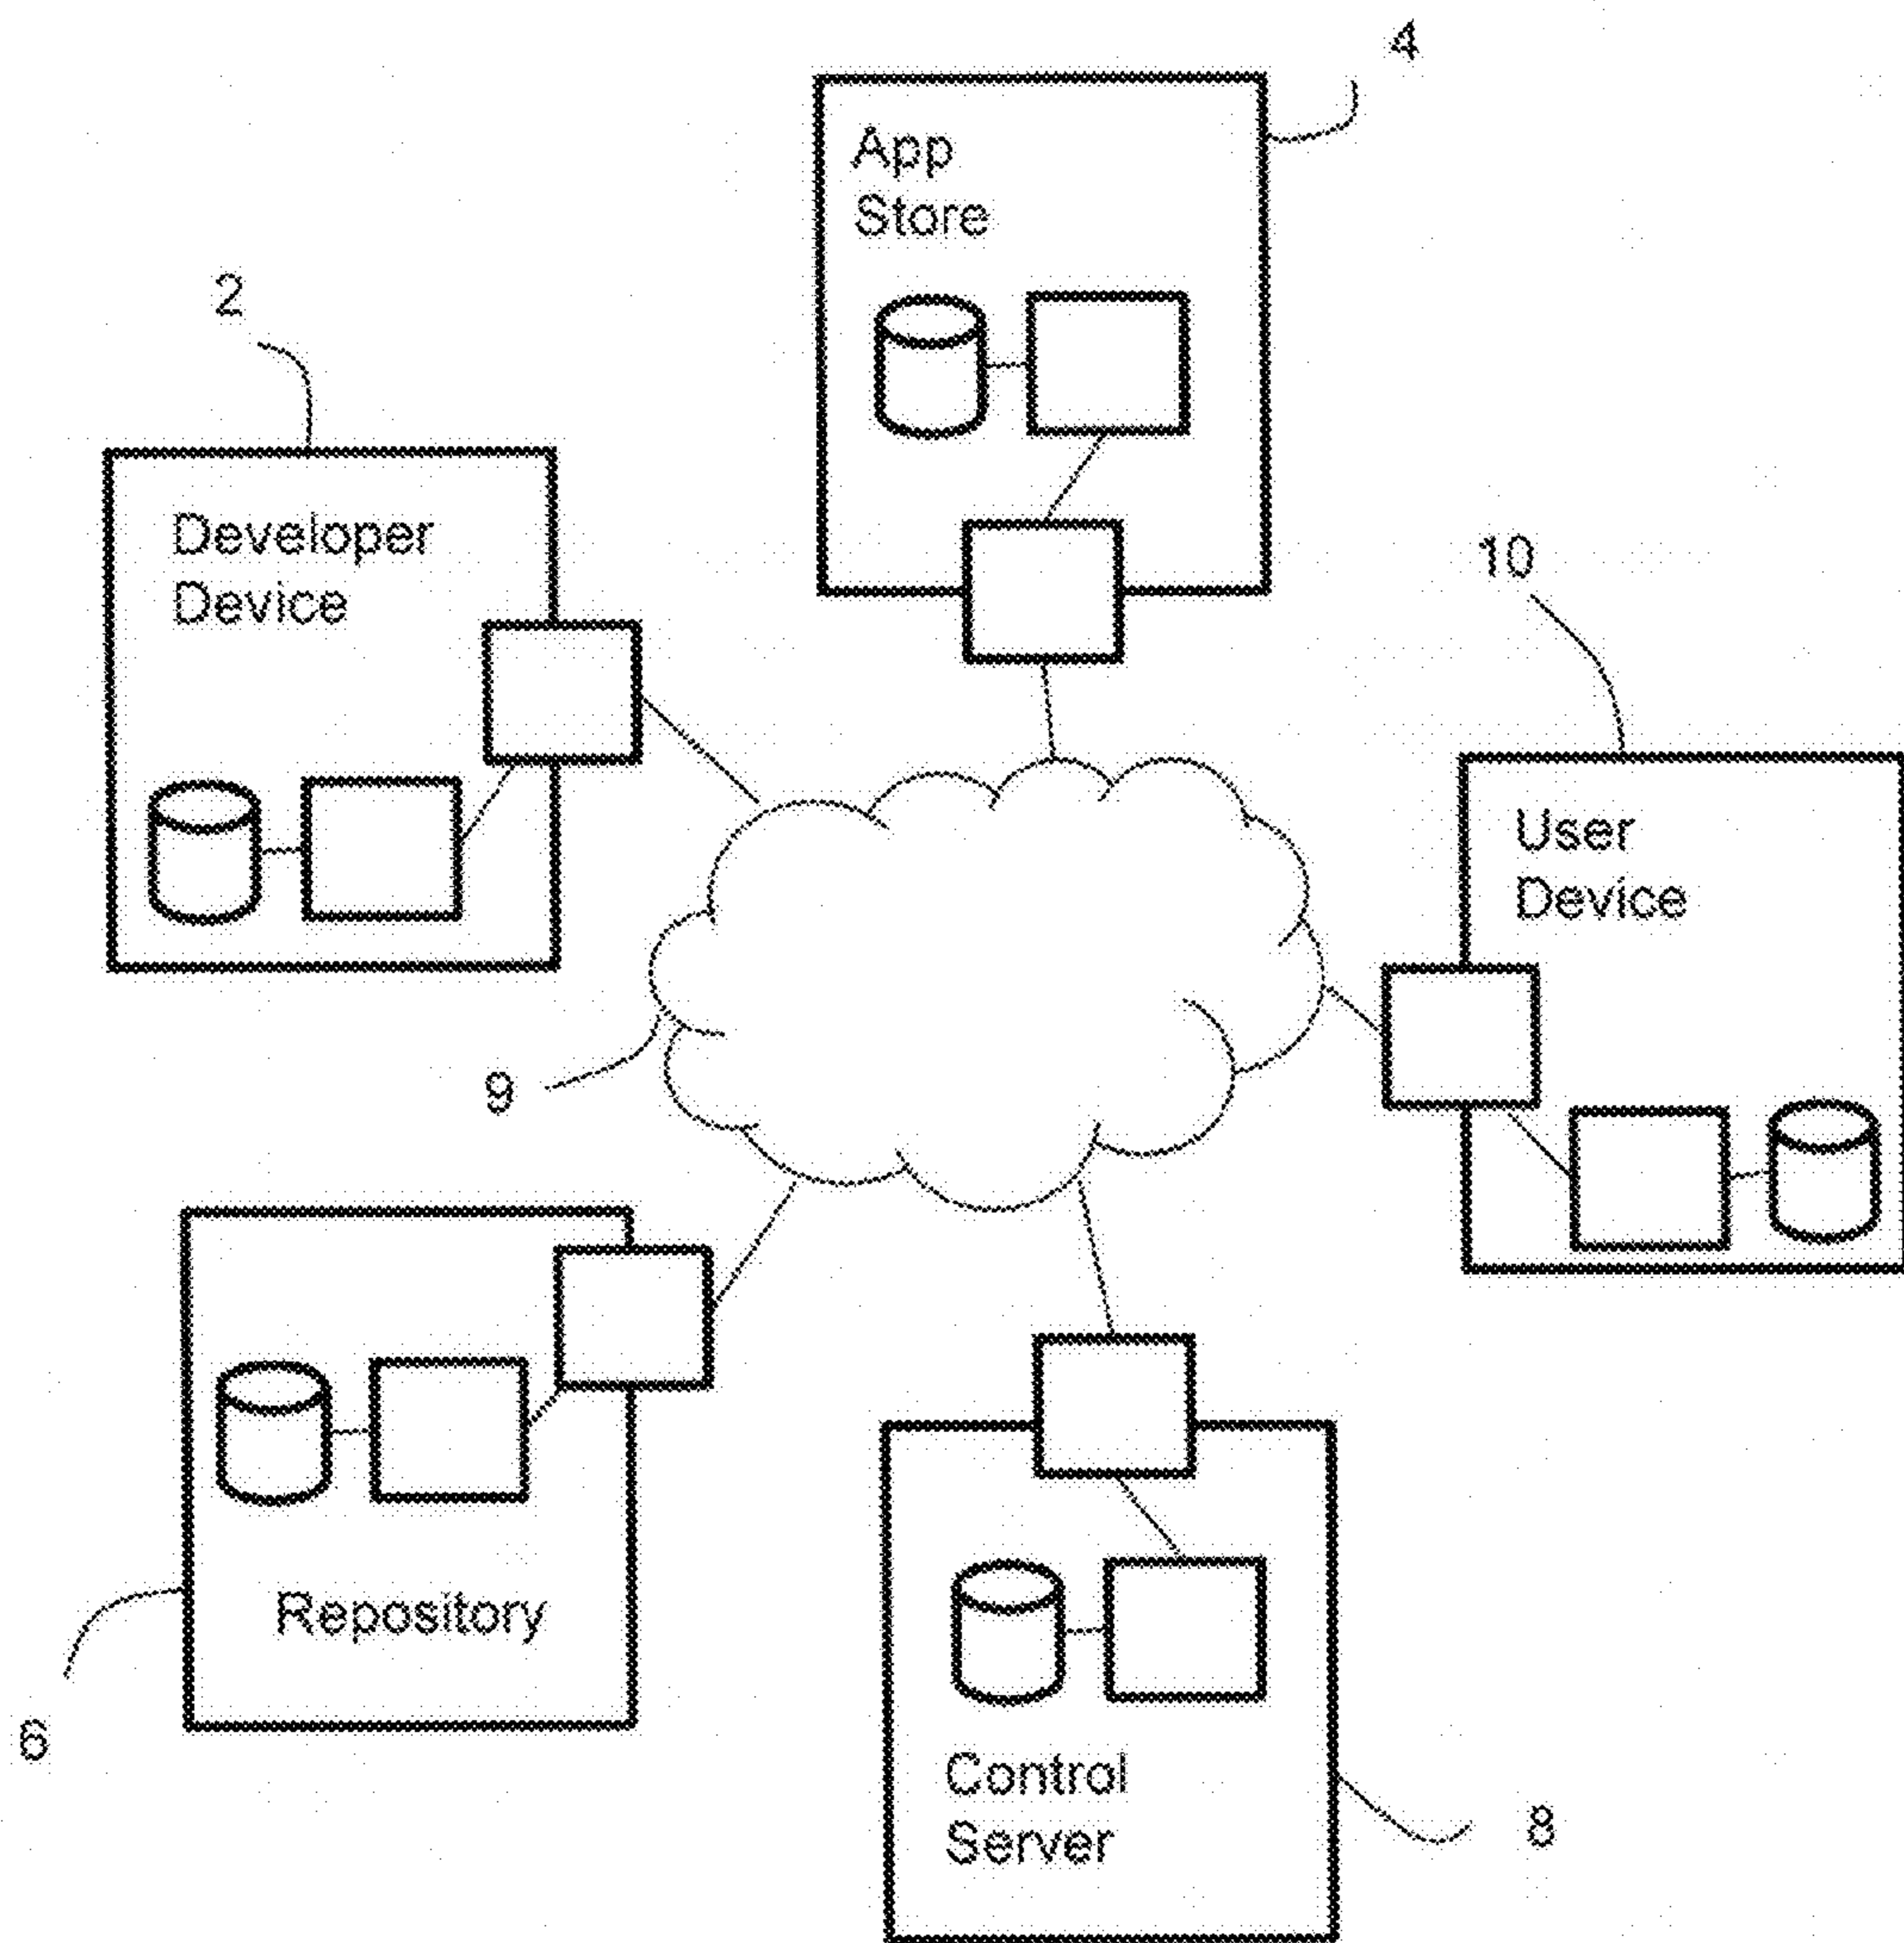 4
App
Store
2
Developer
Device
10
User
Device
9
Repository
6
Control
Server
8